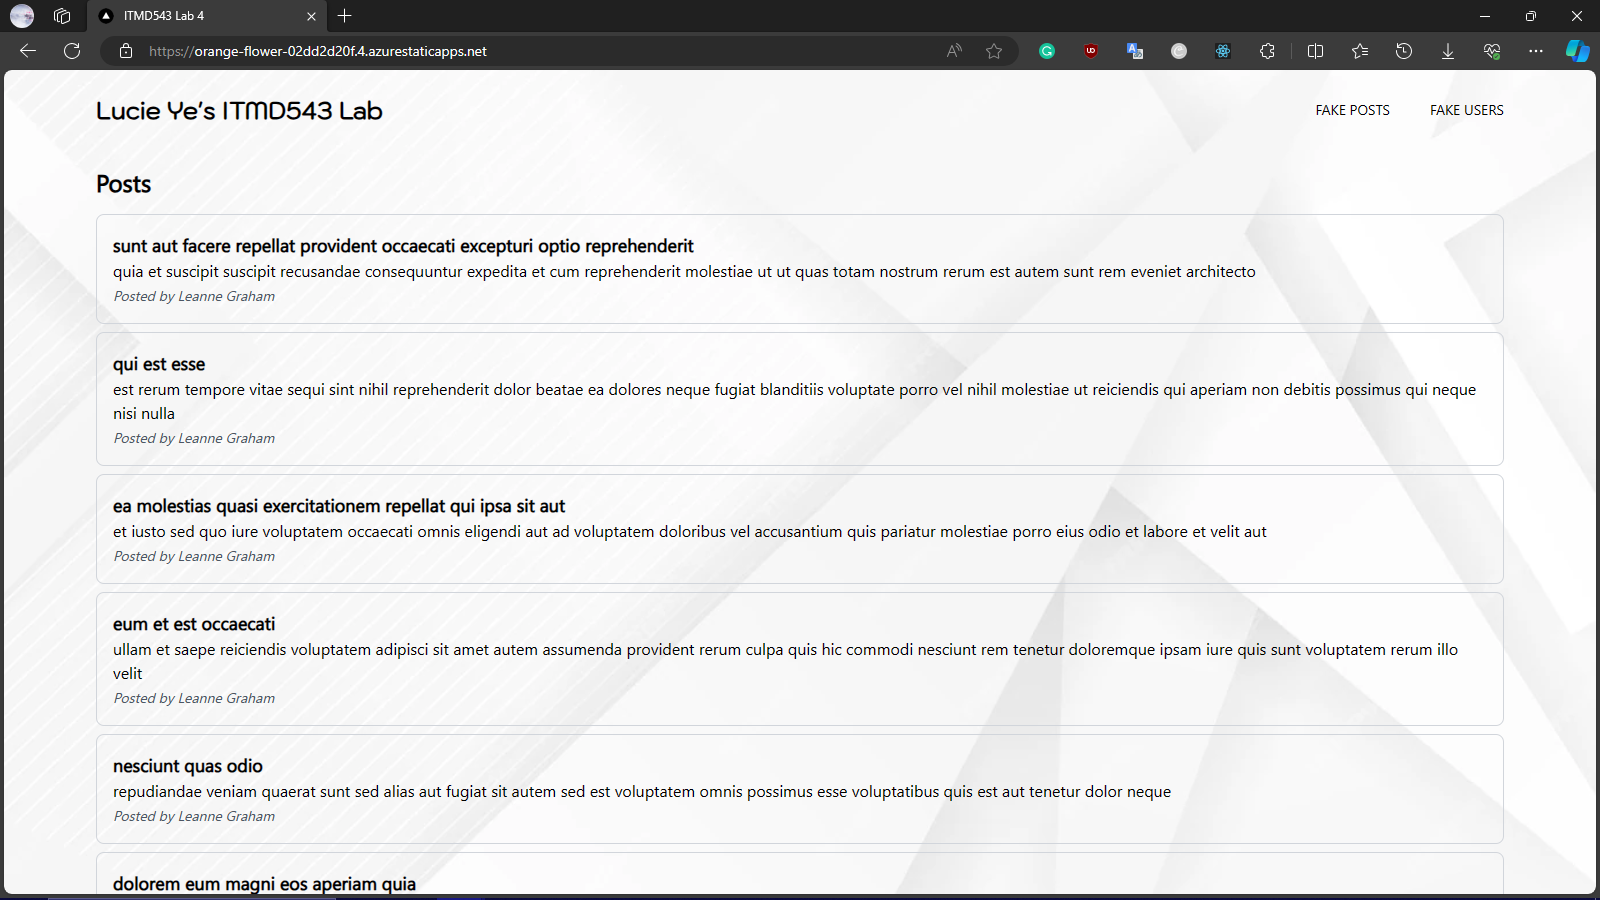 ITMD543 Lab 4
https://orange-flower-02dd2d20f.4.azurestaticapps.net
Lucie Ye's ITMD543 Lab
FAKE POSTS
FAKE USERS
Posts
sunt aut facere repellat provident occaecati excepturi optio reprehenderit
quia et suscipit suscipit recusandae consequuntur expedita et cum reprehenderit molestiae ut ut quas totam nostrum rerum est autem sunt rem eveniet architecto
Posted by Leanne Graham
qui est esse
est rerum tempore vitae sequi sint nihil reprehenderit dolor beatae ea dolores neque fugiat blanditiis voluptate porro vel nihil molestiae ut reiciendis qui aperiam non debitis possimus qui neque
nisi nulla
Posted by Leanne Graham
ea molestias quasi exercitationem repellat qui ipsa sit aut
et iusto sed quo iure voluptatem occaecati omnis eligendi aut ad voluptatem doloribus vel accusantium quis pariatur molestiae porro eius odio et labore et velit aut
Posted by Leanne Graham
eum et est occaecati
ullam et saepe reiciendis voluptatem adipisci sit amet autem assumenda provident rerum culpa quis hic commodi nesciunt rem tenetur doloremque ipsam iure quis sunt voluptatem rerum illo
velit
Posted by Leanne Graham
nesciunt quas odio
repudiandae veniam quaerat sunt sed alias aut fugiat sit autem sed est voluptatem omnis possimus esse voluptatibus quis est aut tenetur dolor neque
Posted by Leanne Graham
dolorem eum magni eos aperiam quia